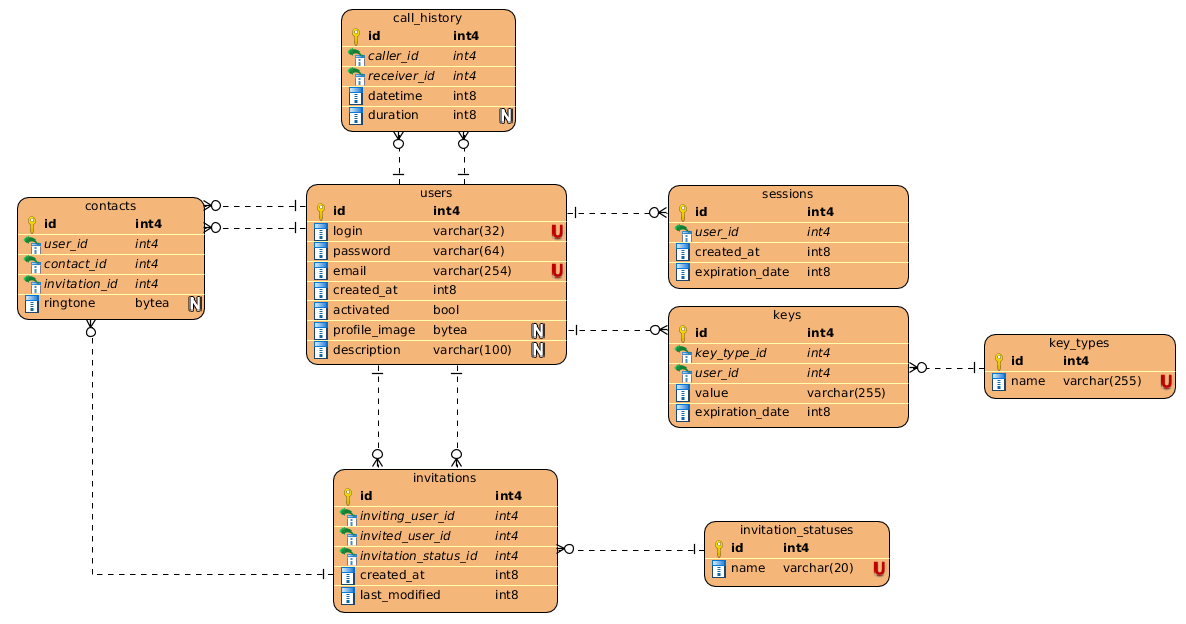 call_history
id int4
caller_id int4
receiver_id int4
datetime int8
duration int8 N
contacts
id int4
user_id int4
contact_id int4
invitation_id int4
ringtone bytea N
users
id int4
login varchar(32) U
password varchar(64)
email varchar(254) U
created_at int8
activated bool
profile_image bytea N
description varchar(100) N
sessions
id int4
user_id int4
created_at int8
expiration_date int8
keys
id int4
key_type_id int4
user_id int4
value varchar(255)
expiration_date int8
key_types
id int4
name varchar(255) U
invitations
id int4
inviting_user_id int4
invited_user_id int4
invitation_status_id int4
created_at int8
last_modified int8
invitation_statuses
id int4
name varchar(20) U